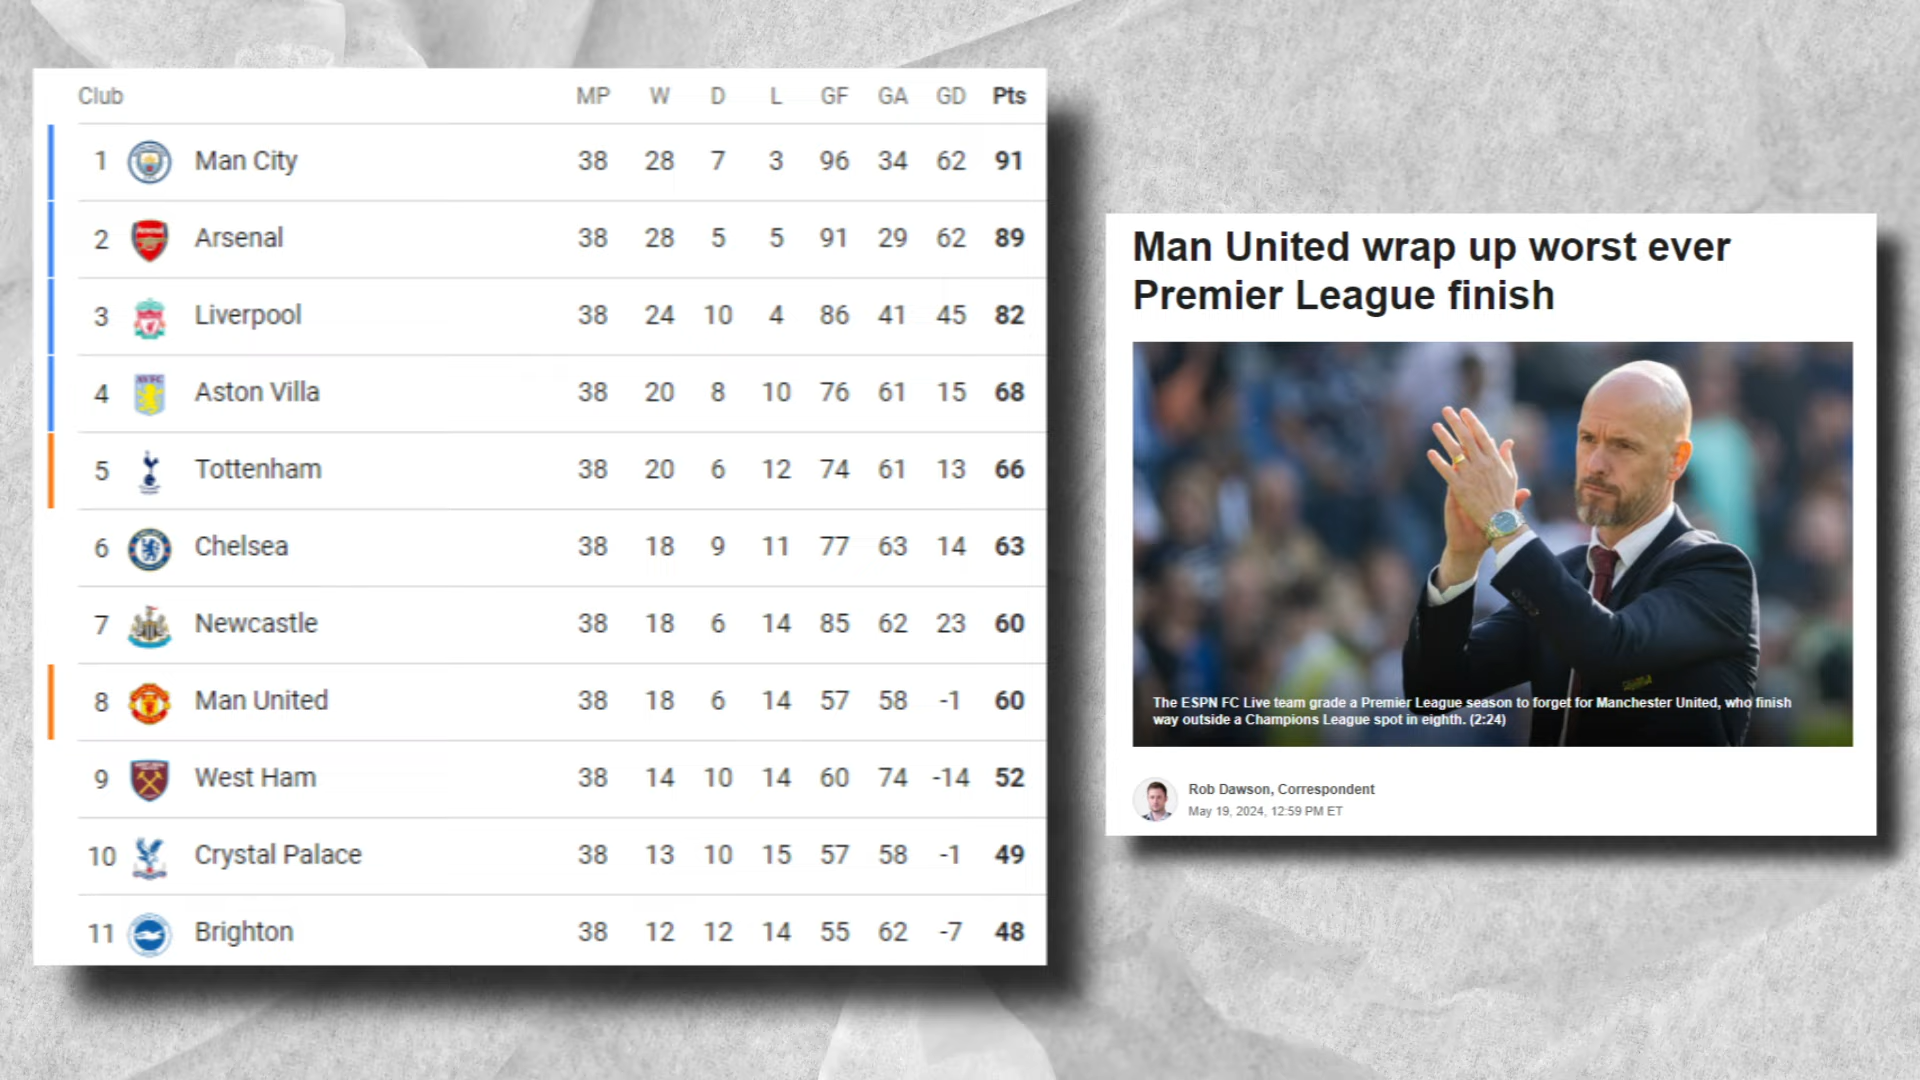 Club MP W D L GF GA GD Pts
1 Man City 38 28 7 3 96 34 62 91
2 Arsenal 38 28 5 5 91 29 62 89
3 Liverpool 38 24 10 4 86 41 45 82
4 Aston Villa 38 20 8 10 76 61 15 68
5 Tottenham 38 20 6 12 74 61 13 66
6 Chelsea 38 18 9 11 77 63 14 63
7 Newcastle 38 18 6 14 85 62 23 60
8 Man United 38 18 6 14 57 58 -1 60
9 West Ham 38 14 10 14 60 74 -14 52
10 Crystal Palace 38 13 10 15 57 58 -1 49
11 Brighton 38 12 12 14 55 62 -7 48
Man United wrap up worst ever
Premier League finish
The ESPN FC Live team grade a Premier League season to forget for Manchester United, who finish
way outside a Champions League spot in eighth. (2:24)
Rob Dawson, Correspondent
May 19, 2024, 12:59 PM ET